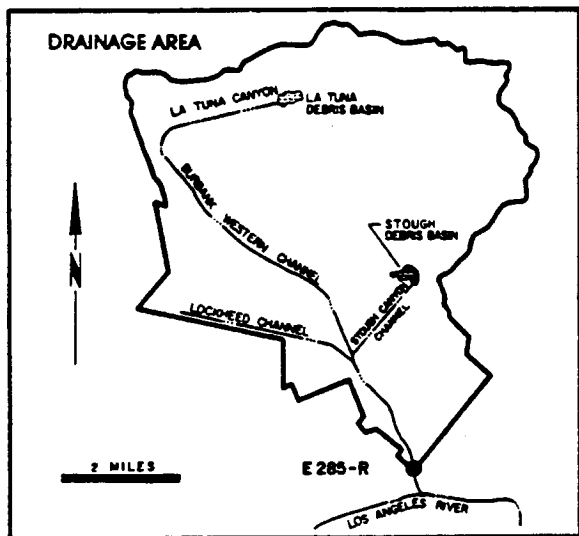 DRAINAGE AREA
LA TUNA CANYON
LA TUNA
DEBRIS BASIN
BURBANK WESTERN CHANNEL
STOUGH
DEBRIS BASIN
STOUGH CANYON
CHANNEL
LOCKHEED CHANNEL
N
2 MILES
E 285-R
LOS ANGELES RIVER